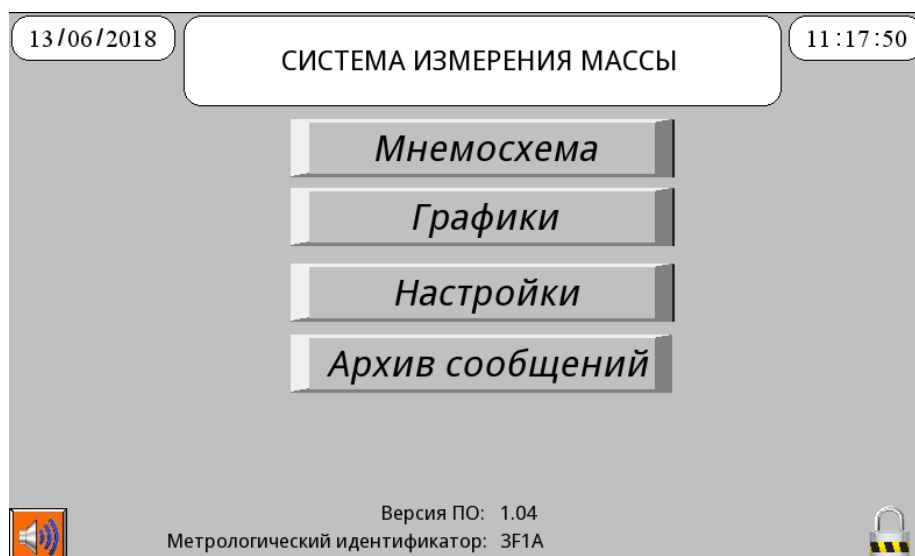 13/06/2018
СИСТЕМА ИЗМЕРЕНИЯ МАССЫ
11:17:50
Мнемосхема
Графики
Настройки
Архив сообщений
Версия ПО: 1.04
Метрологический идентификатор: 3F1A